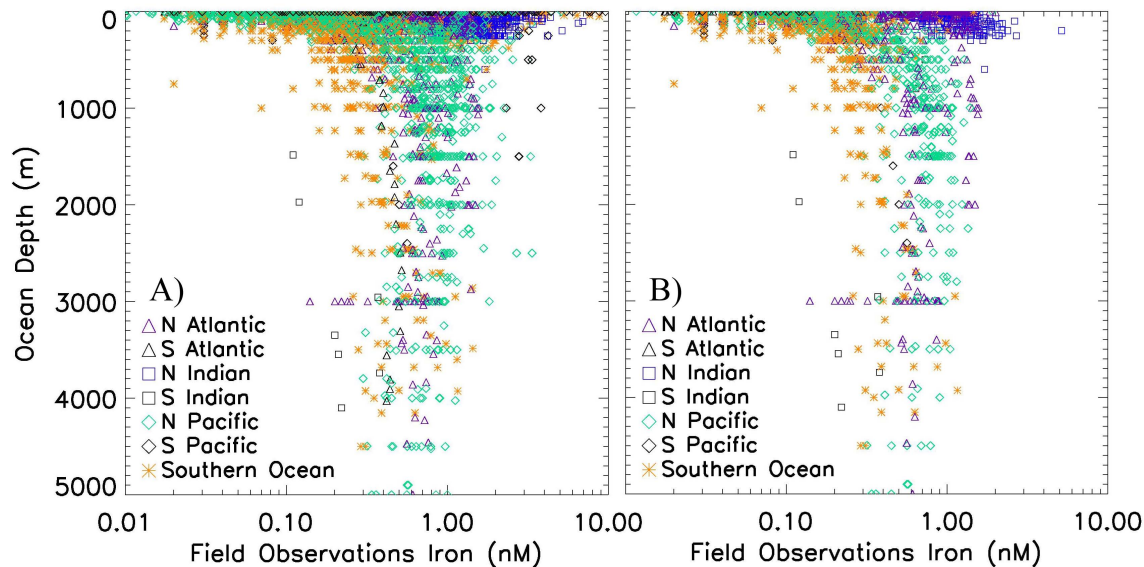 0
1000
2000
3000
4000
5000
Ocean Depth (m)
A)
N Atlantic
S Atlantic
N Indian
S Indian
N Pacific
S Pacific
Southern Ocean
0.01
0.10
1.00
10.00
Field Observations Iron (nM)
B)
N Atlantic
S Atlantic
N Indian
S Indian
N Pacific
S Pacific
Southern Ocean
0.10
1.00
10.00
Field Observations Iron (nM)